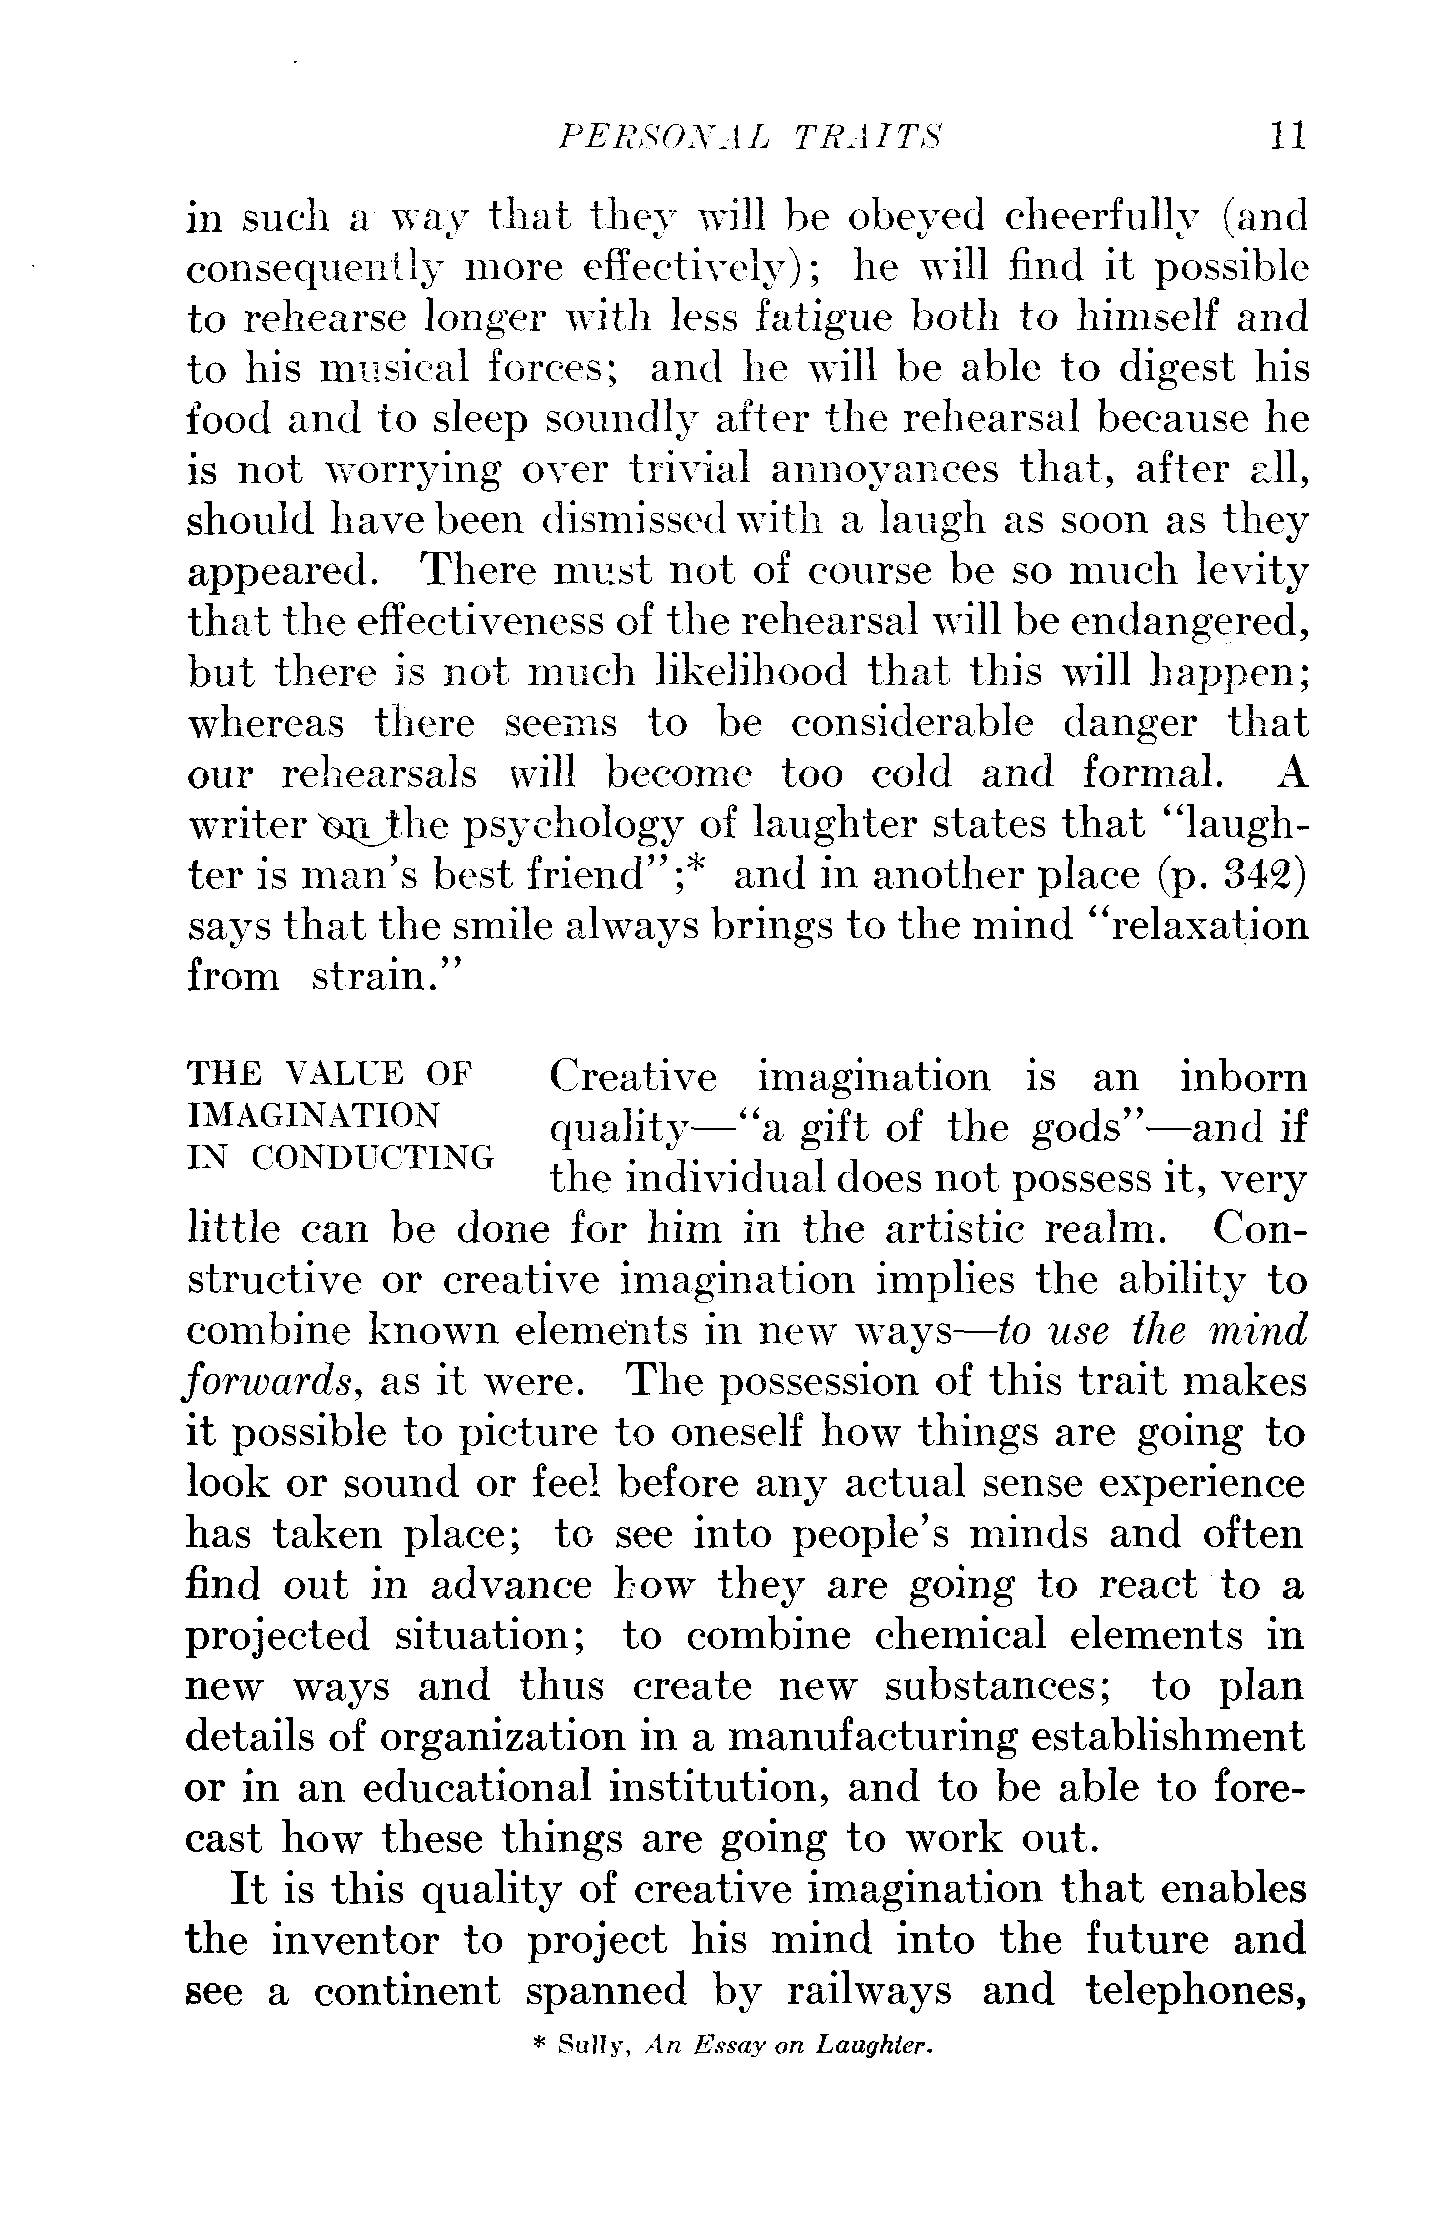 PERSONAL TRAITS 11
in such a way that they will be obeyed cheerfully (and
consequently more effectively); he will find it possible
to rehearse longer with less fatigue both to himself and
to his musical forces; and he will be able to digest his
food and to sleep soundly after the rehearsal because he
is not worrying over trivial annoyances that, after all,
should have been dismissed with a laugh as soon as they
appeared. There must not of course be so much levity
that the effectiveness of the rehearsal will be endangered,
but there is not much likelihood that this will happen;
whereas there seems to be considerable danger that
our rehearsals will become too cold and formal. A
writer on the psychology of laughter states that “laugh-
ter is man’s best friend”;* and in another place (p. 342)
says that the smile always brings to the mind “relaxation
from strain.”
THE VALUE OF
IMAGINATION
IN CONDUCTING
Creative imagination is an inborn
quality—“a gift of the gods”—and if
the individual does not possess it, very
little can be done for him in the artistic realm. Con-
structive or creative imagination implies the ability to
combine known elements in new ways—to use the mind
forwards, as it were. The possession of this trait makes
it possible to picture to oneself how things are going to
look or sound or feel before any actual sense experience
has taken place; to see into people’s minds and often
find out in advance how they are going to react to a
projected situation; to combine chemical elements in
new ways and thus create new substances; to plan
details of organization in a manufacturing establishment
or in an educational institution, and to be able to fore-
cast how these things are going to work out.
It is this quality of creative imagination that enables
the inventor to project his mind into the future and
see a continent spanned by railways and telephones,
* Sully, An Essay on Laughter.